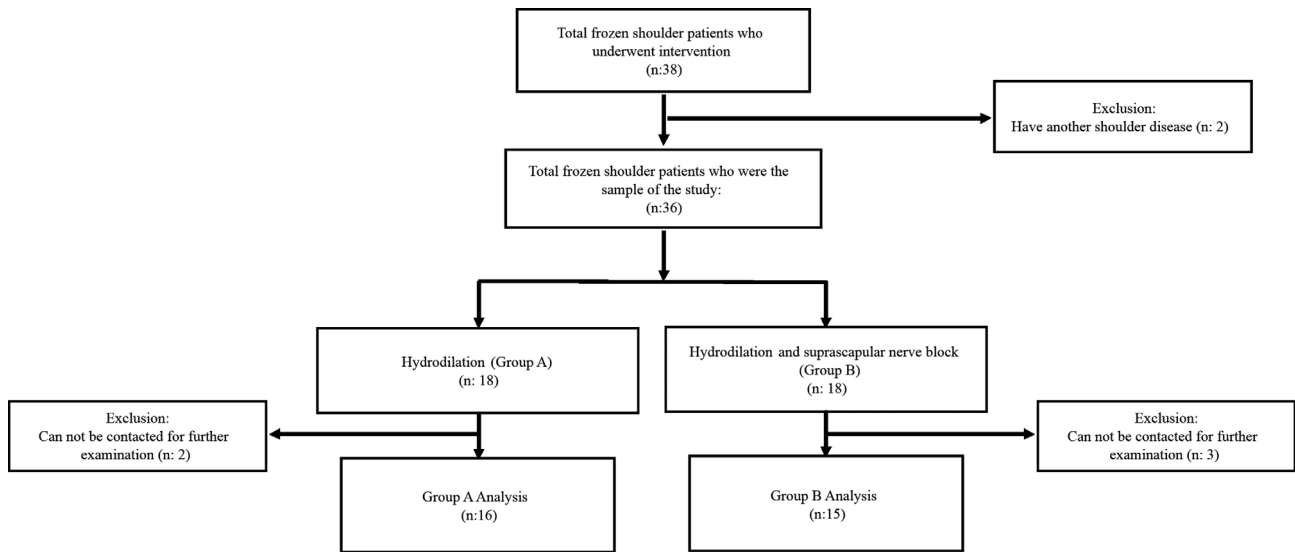 Total frozen shoulder patients who
underwent intervention
(n:38)
Exclusion:
Have another shoulder disease (n: 2)
Total frozen shoulder patients who were the
sample of the study:
(n:36)
Hydrodilation (Group A)
(n: 18)
Hydrodilation and suprascapular nerve block
(Group B)
(n: 18)
Exclusion:
Can not be contacted for further
examination (n: 2)
Exclusion:
Can not be contacted for further
examination (n: 3)
Group A Analysis
(n:16)
Group B Analysis
(n:15)